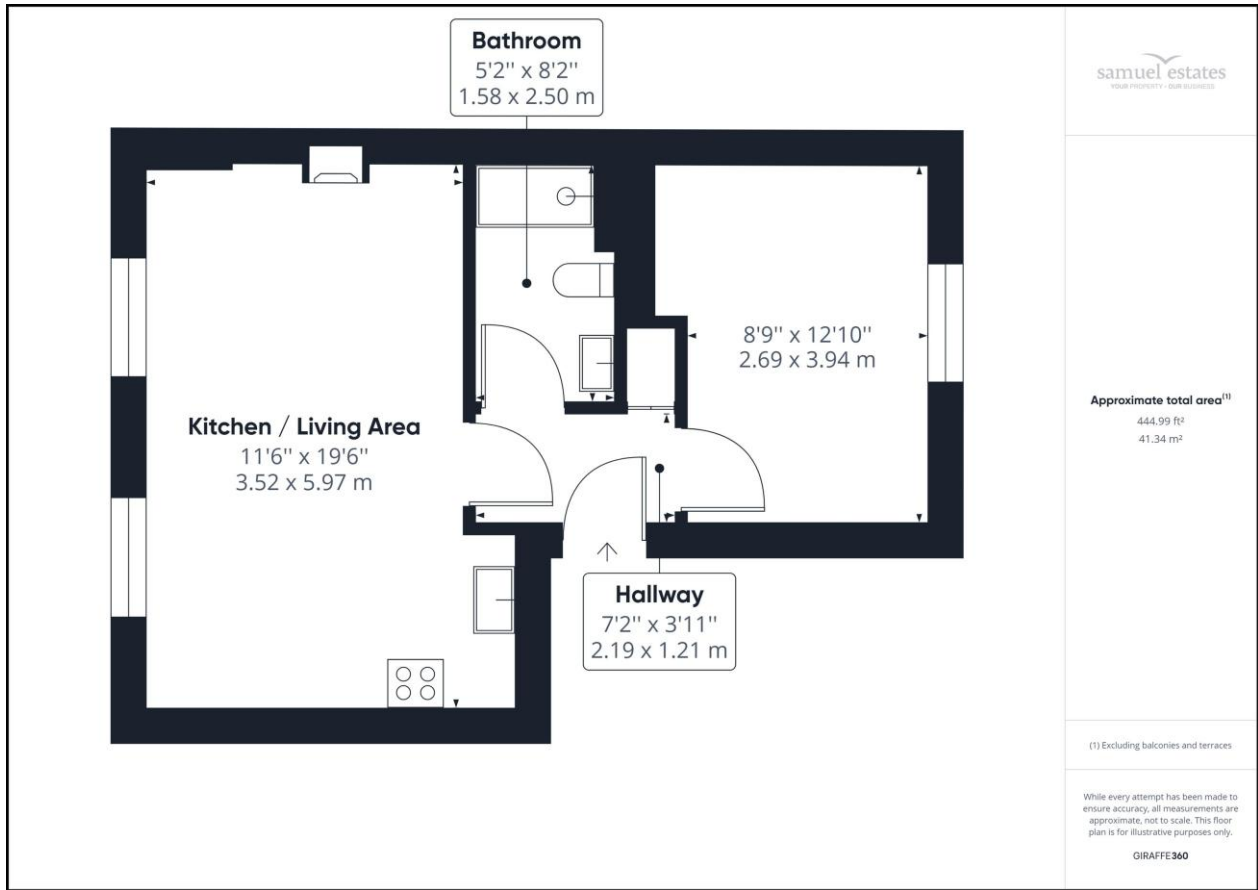 Bathroom
5'2'' x 8'2''
1.58 x 2.50 m
8'9'' x 12'10''
2.69 x 3.94 m
Kitchen / Living Area
11'6'' x 19'6''
3.52 x 5.97 m
Hallway
7'2'' x 3'11''
2.19 x 1.21 m
samuel estates
YOUR PROPERTY - OUR BUSINESS
Approximate total area(1)
444.99 ft²
41.34 m²
(1) Excluding balconies and terraces
While every attempt has been made to
ensure accuracy, all measurements are
approximate, not to scale. This floor
plan is for illustrative purposes only.
GIRAFFE360